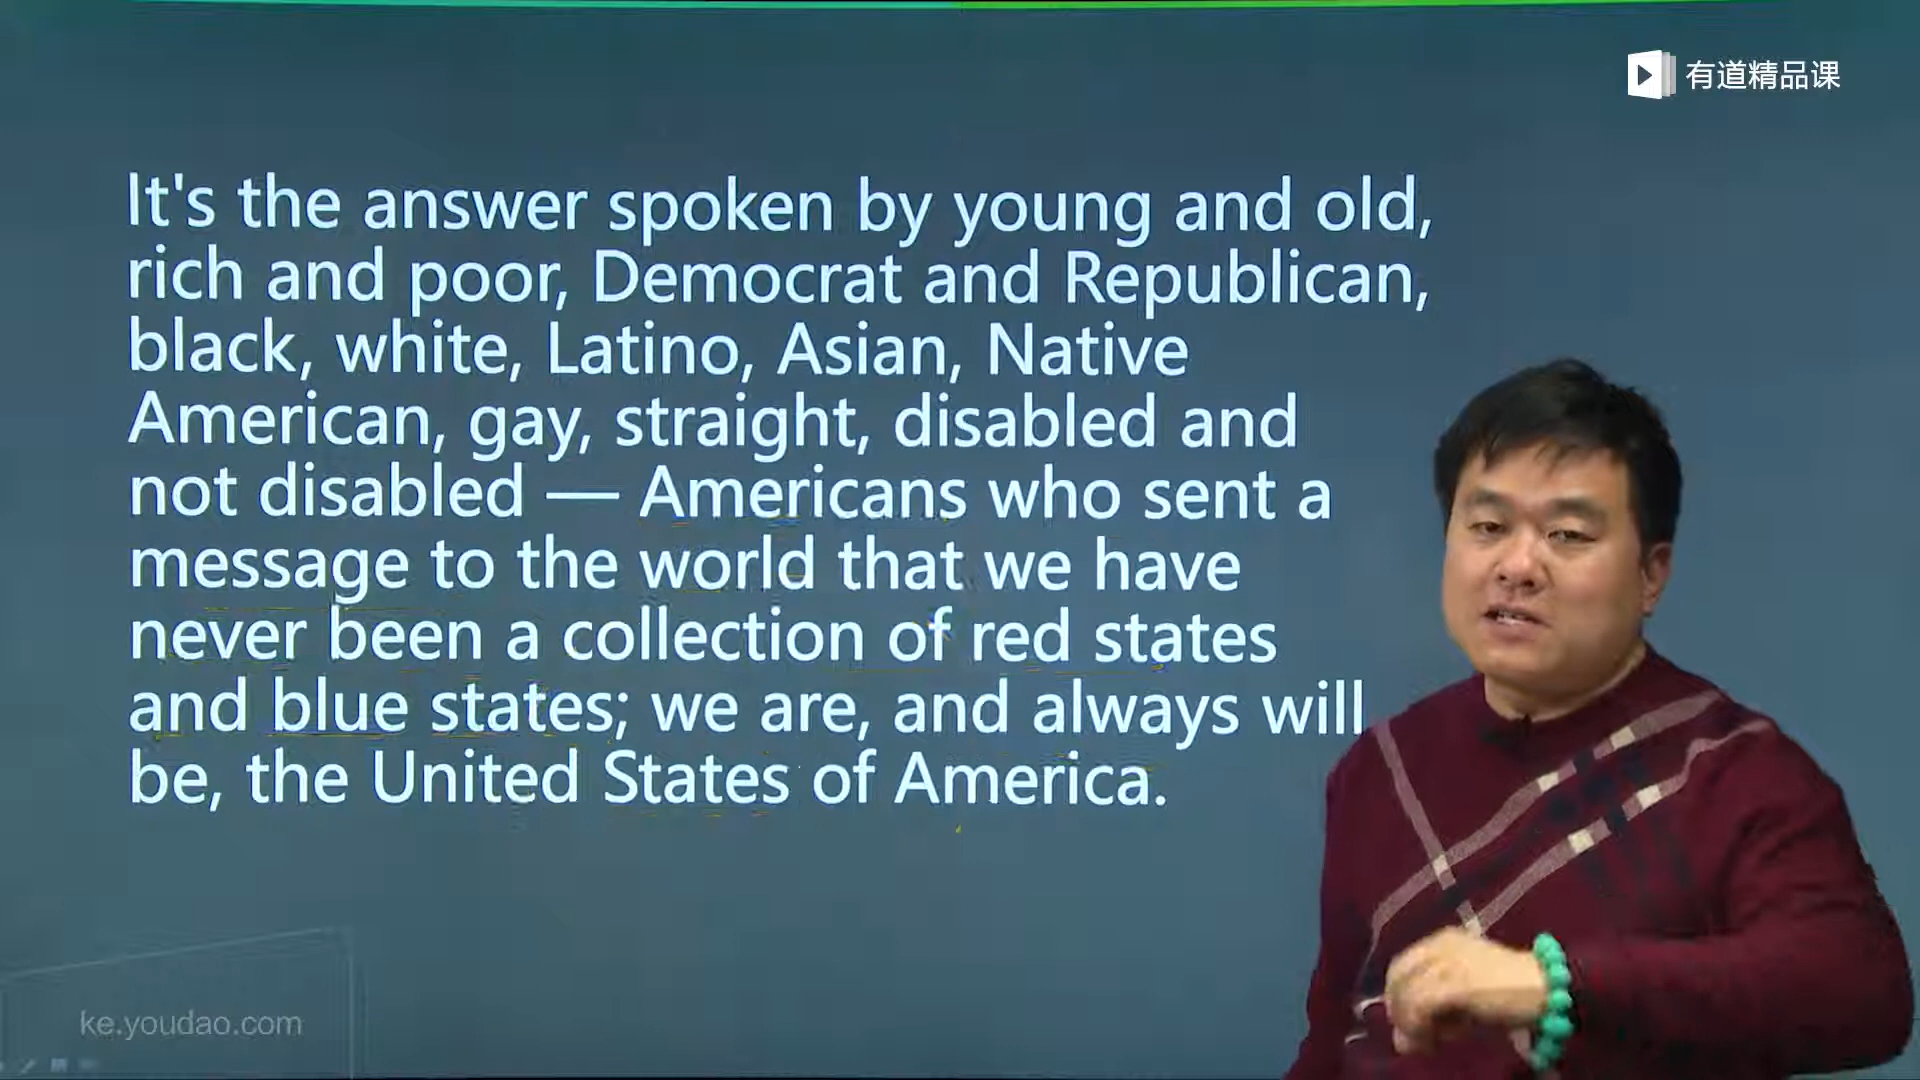 有道精品课
It's the answer spoken by young and old,
rich and poor, Democrat and Republican,
black, white, Latino, Asian, Native
American, gay, straight, disabled and
not disabled — Americans who sent a
message to the world that we have
never been a collection of red states
and blue states; we are, and always will
be, the United States of America.
ke.youdao.com